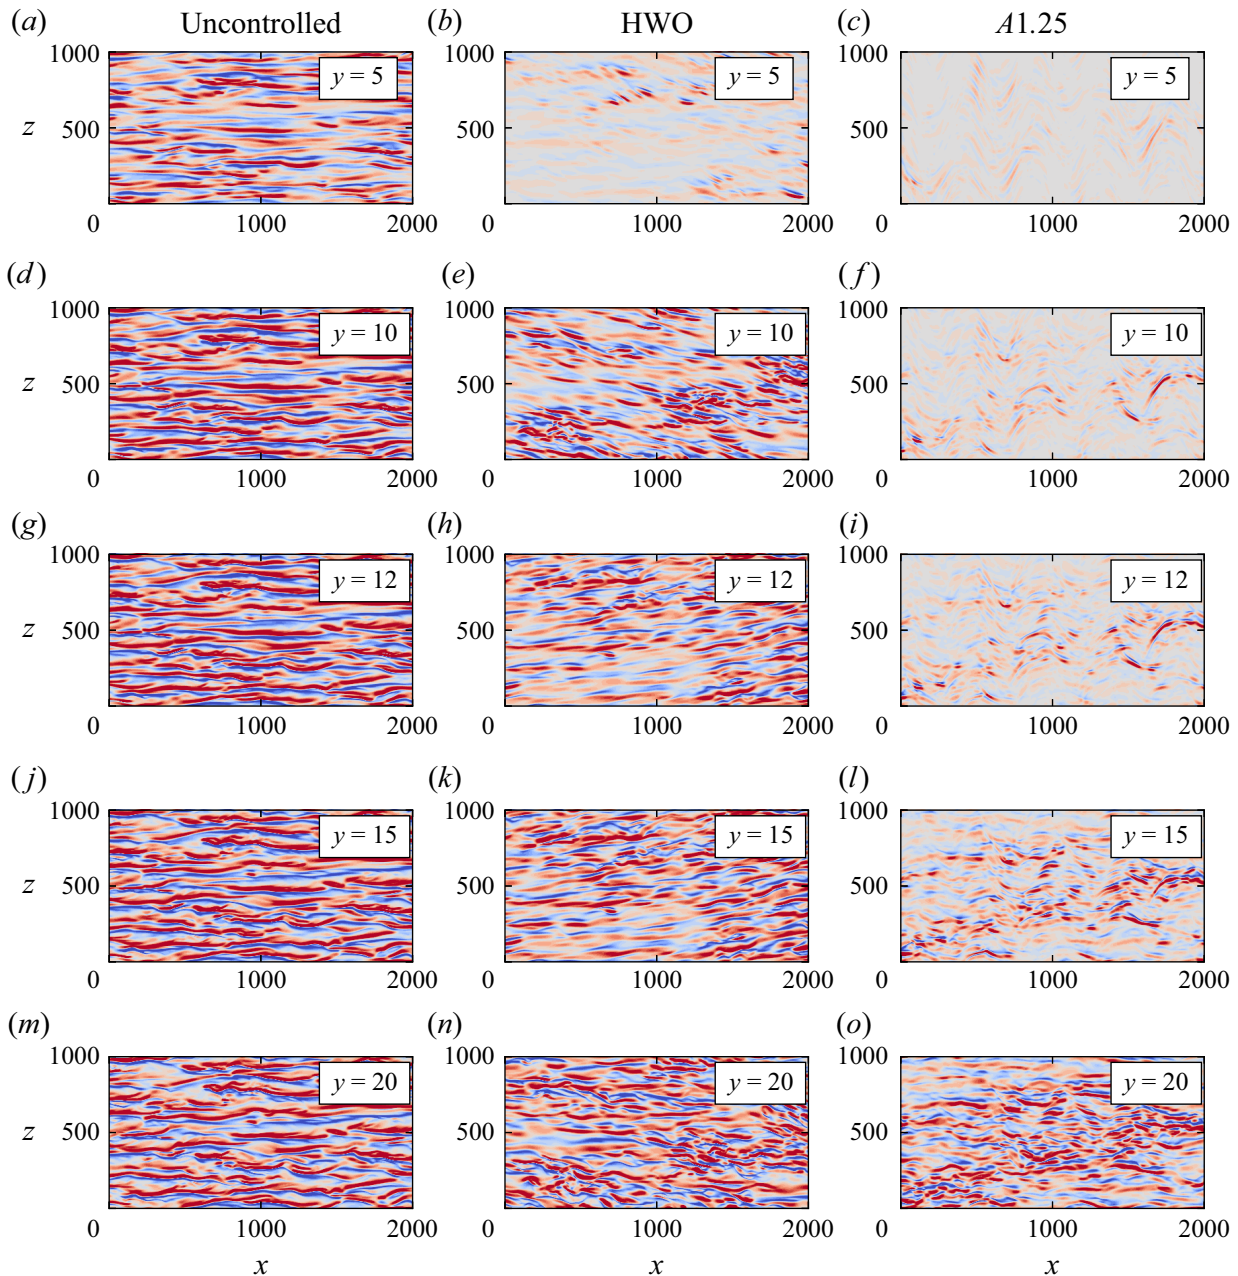 (a) Uncontrolled (b) HWO (c) A1.25
1000 y = 5 y = 5 y = 5
z 500 500 500
0 1000 2000 0 1000 2000 0 1000 2000
(d) (e) (f)
1000 y = 10 1000 y = 10 1000 y = 10
z 500 500 500
0 1000 2000 0 1000 2000 0 1000 2000
(g) (h) (i)
1000 y = 12 1000 y = 12 1000 y = 12
z 500 500 500
0 1000 2000 0 1000 2000 0 1000 2000
(j) (k) (l)
1000 y = 15 1000 y = 15 1000 y = 15
z 500 500 500
0 1000 2000 0 1000 2000 0 1000 2000
(m) (n) (o)
1000 y = 20 1000 y = 20 1000 y = 20
z 500 500 500
0 1000 2000 0 1000 2000 0 1000 2000
x x x